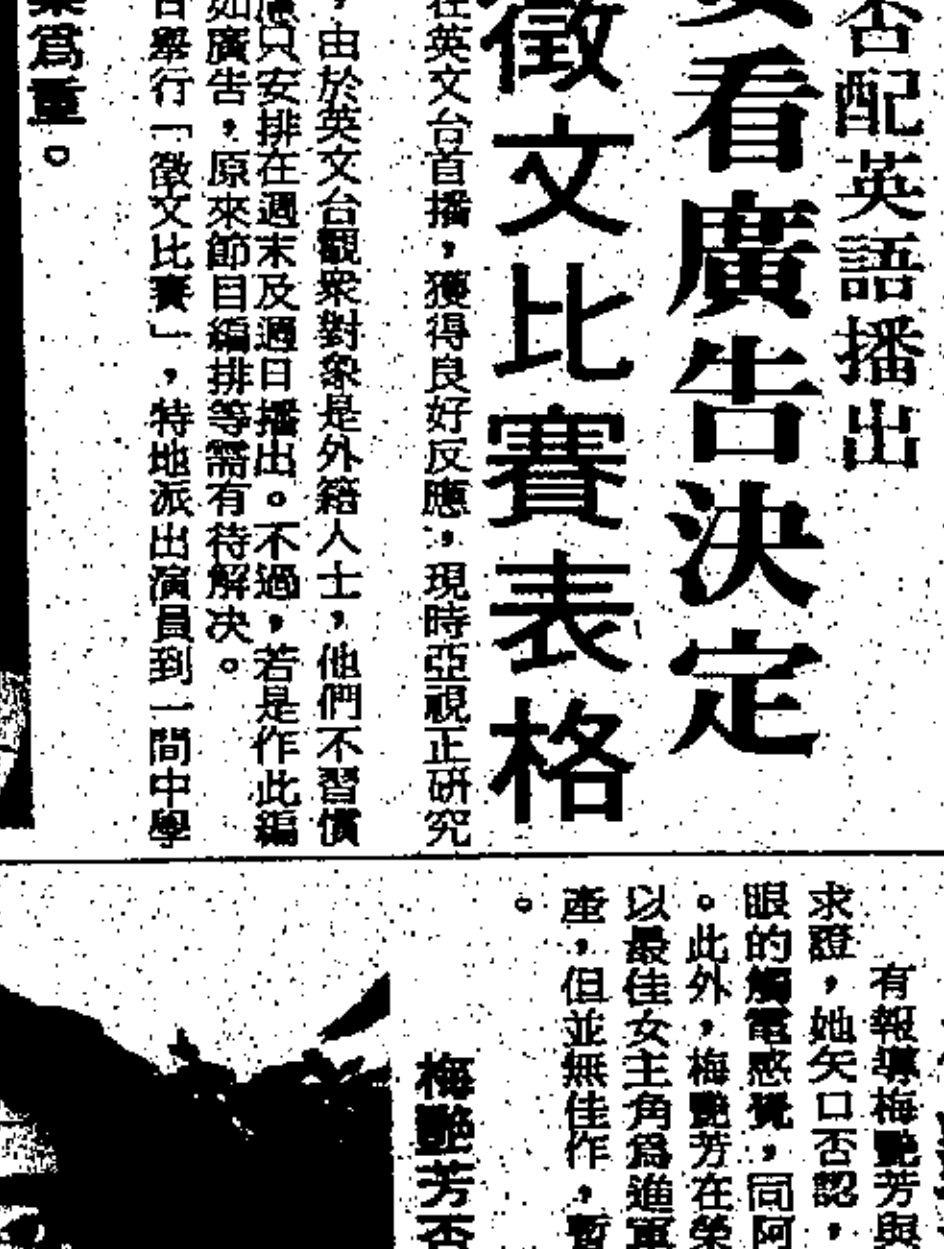 否配英語播出
要看廣告決定
徵文比賽表格
在英文台首播，獲得良好反應，現時亞視正研究
，由於英文台觀衆對象是外籍人士，他們不習慣
慮只安排在週末及週日播出。不過，若是作此編
如廣告，原來節目編排等需有待解决。
日舉行「徵文比賽」，特地派出演員到一間中學
業爲重。
有報導梅艷芳與
求證，她矢口否認，
眼的觸電感覺，同阿
。此外，梅艷芳在榮
以最佳女主角爲進軍
產，但並無佳作，暫
。
梅艷芳否